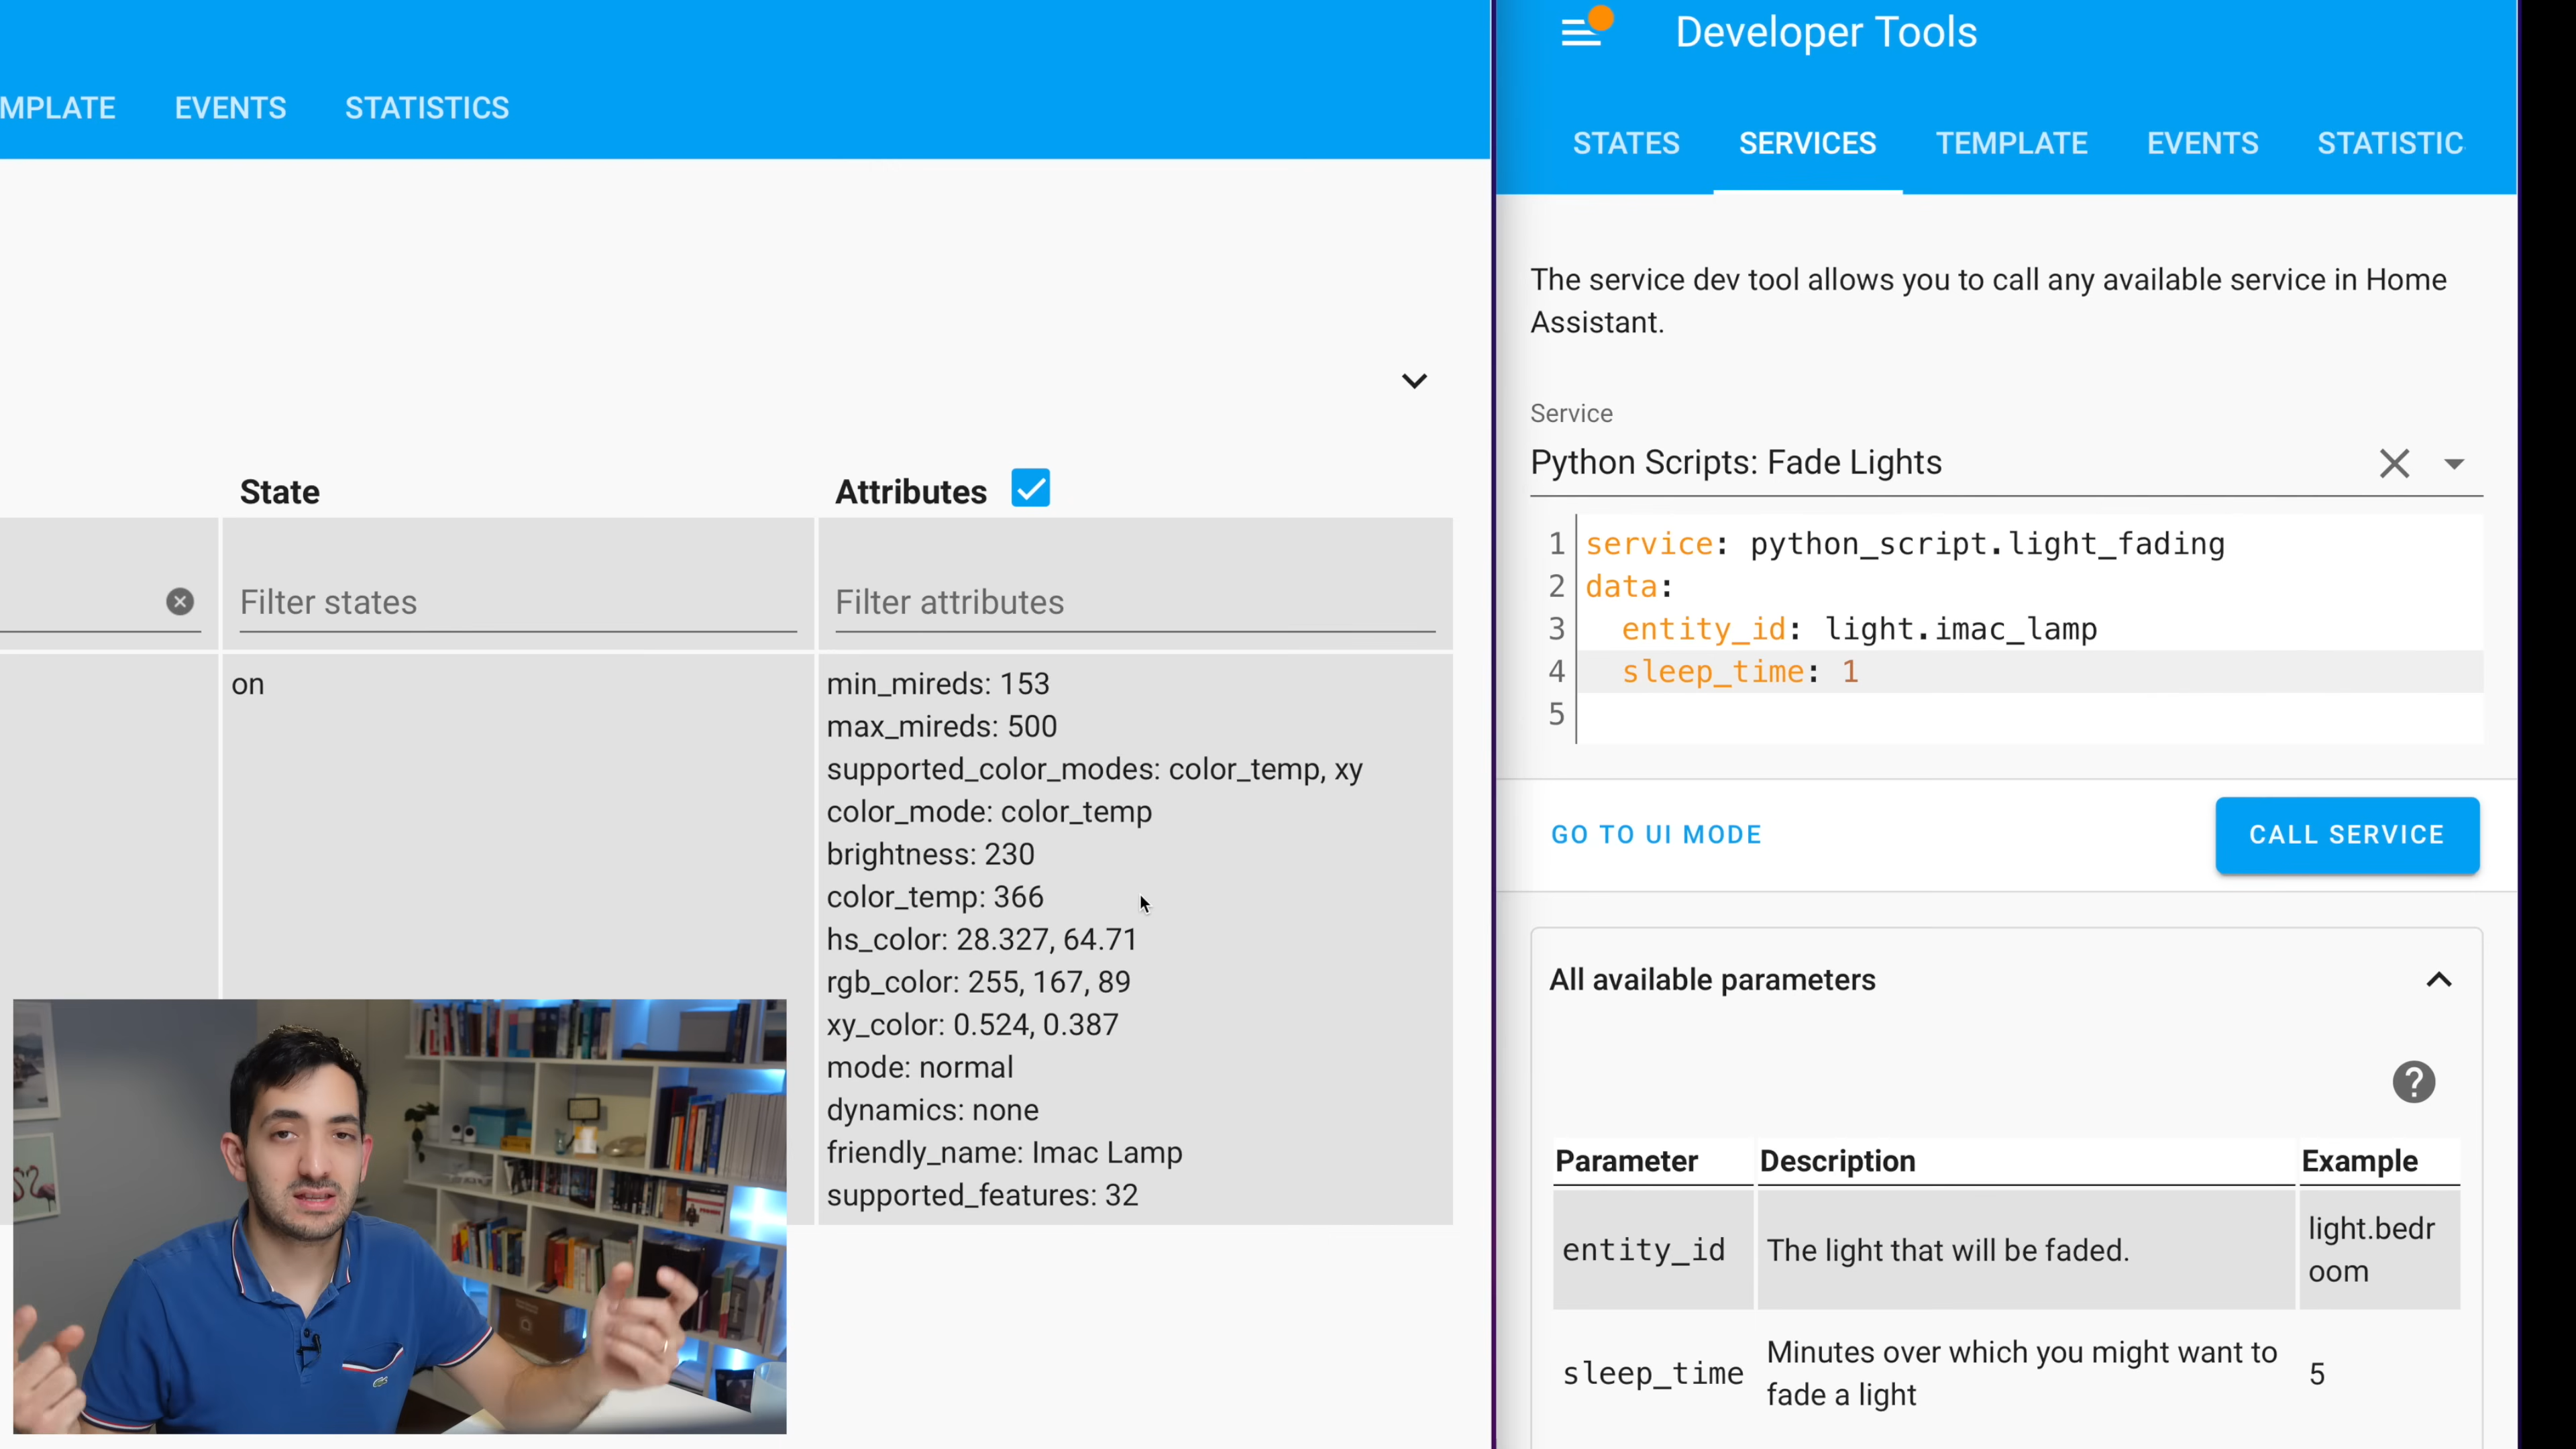 MPLATE
EVENTS
STATISTICS
State
Attributes
Filter states
Filter attributes
on
min_mireds: 153
max_mireds: 500
supported_color_modes: color_temp, xy
color_mode: color_temp
brightness: 230
color_temp: 366
hs_color: 28.327, 64.71
rgb_color: 255, 167, 89
xy_color: 0.524, 0.387
mode: normal
dynamics: none
friendly_name: Imac Lamp
supported_features: 32
Developer Tools
STATES
SERVICES
TEMPLATE
EVENTS
STATISTIC
The service dev tool allows you to call any available service in Home
Assistant.
Service
Python Scripts: Fade Lights
1 service: python_script.light_fading
2 data:
3 entity_id: light.imac_lamp
4 sleep_time: 1
5
GO TO UI MODE
CALL SERVICE
All available parameters
?
Parameter Description Example
entity_id The light that will be faded. light.bedr
oom
sleep_time Minutes over which you might want to
fade a light 5